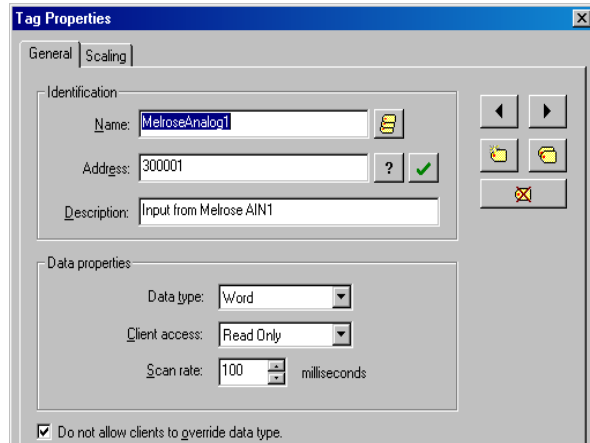 Tag Properties
General Scaling
Identification
Name: MelroseAnalog1
Address: 300001 ?
Description: Input from Melrose AIN1
Data properties
Data type: Word
Client access: Read Only
Scan rate: 100 milliseconds
Do not allow clients to override data type.